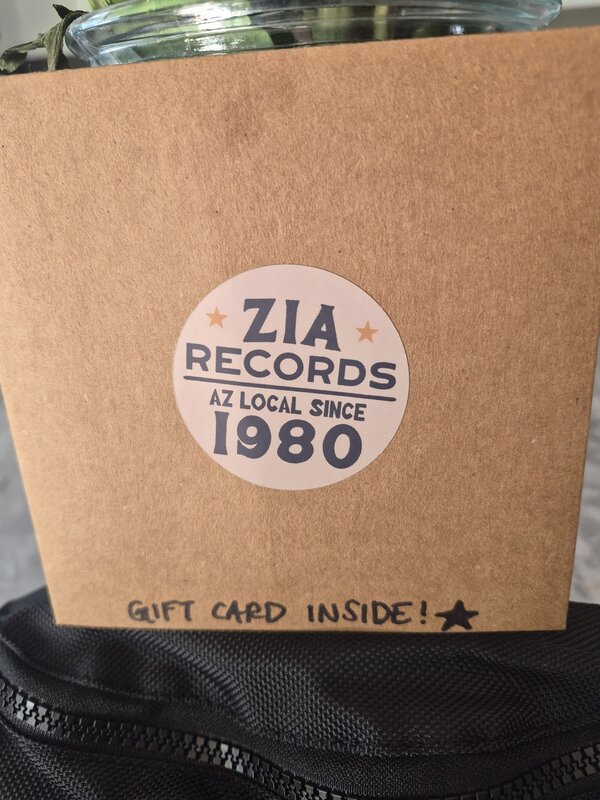 ZIA
RECORDS
AZ LOCAL SINCE
1980
GIFT CARD INSIDE!